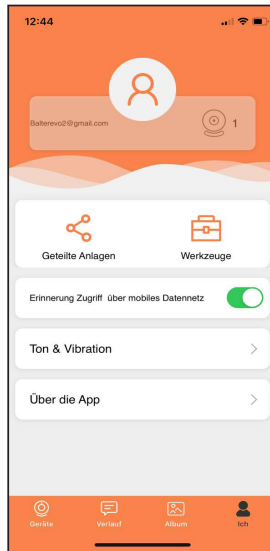 12:44
Balterevo2@gmail.com
1
Geteilte Anlagen
Werkzeuge
Erinnerung Zugriff über mobiles Datennetz
Ton & Vibration
Über die App
Geräte
Verlauf
Album
Ich